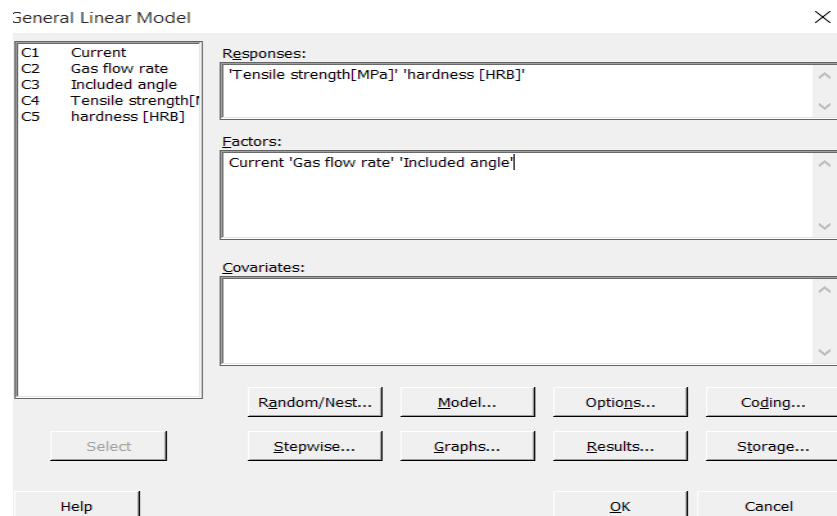 General Linear Model
C1 Current
C2 Gas flow rate
C3 Included angle
C4 Tensile strength[M
C5 hardness [HRB]
Responses:
'Tensile strength[MPa]' 'hardness [HRB]'
Factors:
Current 'Gas flow rate' 'Included angle'
Covariates:
Random/Nest... Model... Options... Coding...
Select Stepwise... Graphs... Results... Storage...
Help OK Cancel